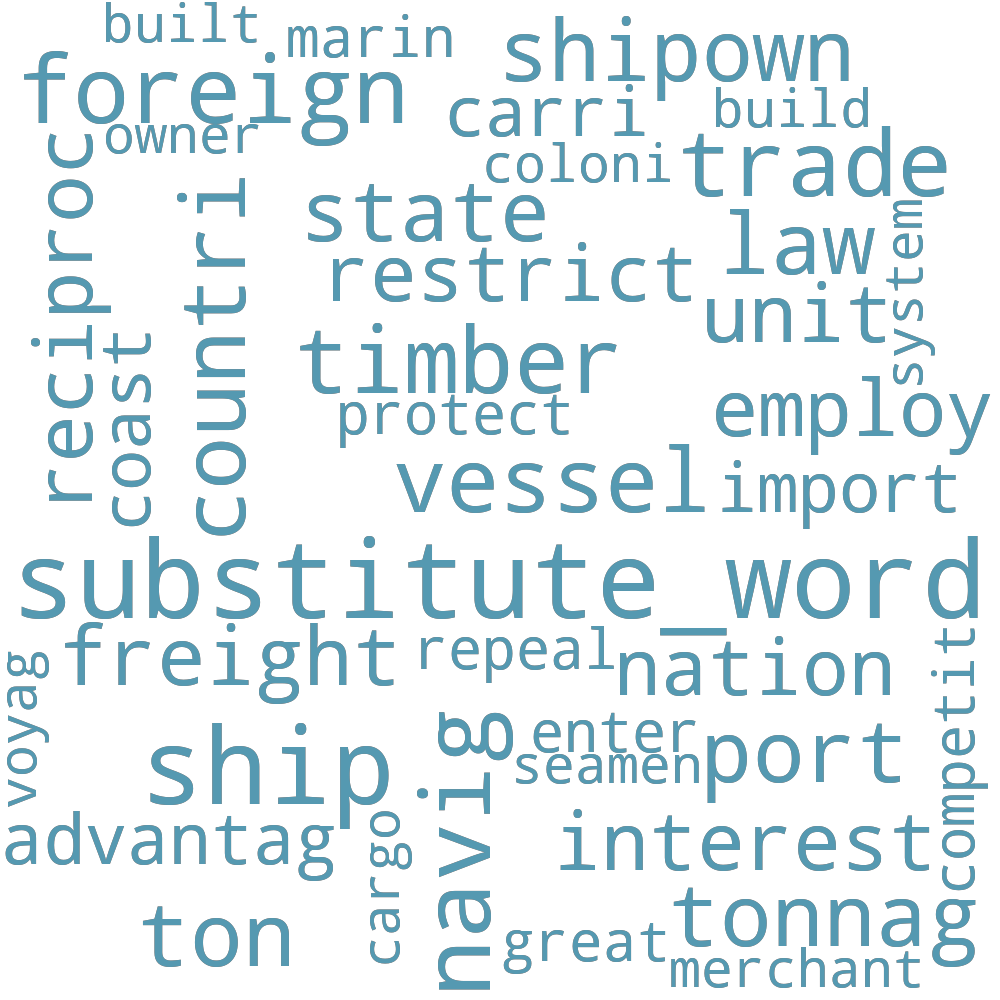 built
marin
shipown
foreign
carri
build
owner
coloni
trade
reciproc
countri
state
law
system
restrict
unit
coast
timber
protect
employ
vessel
import
substitute_word
freight
repeal
nation
voyag
competit
navig
enter
seamen
port
ship
advantag
cargo
interest
ton
great
tonnag
merchant